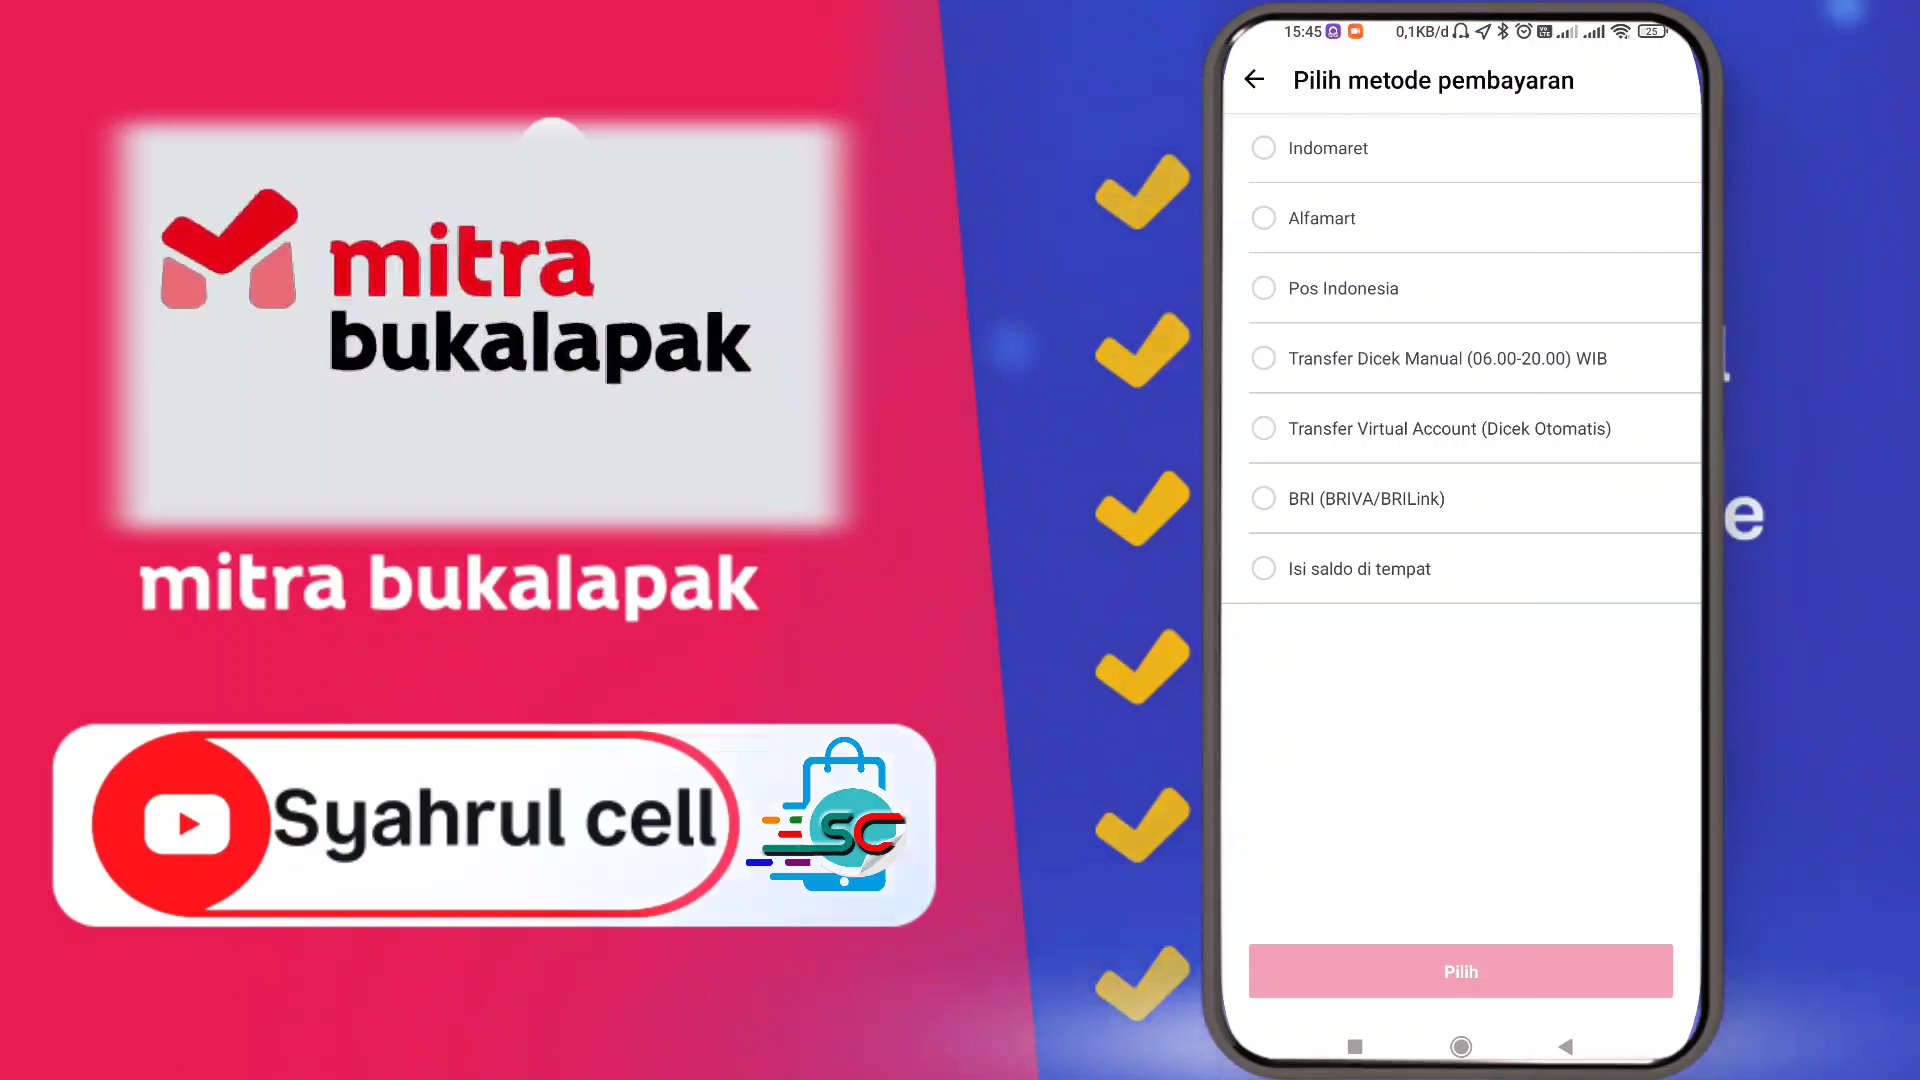 mitra
bukalapak
mitra bukalapak
Syahrul cell
SC
15:45
0,1KB/d
25
Pilih metode pembayaran
Indomaret
Alfamart
Pos Indonesia
Transfer Dicek Manual (06.00-20.00) WIB
Transfer Virtual Account (Dicek Otomatis)
BRI (BRIVA/BRILink)
Isi saldo di tempat
Pilih
e